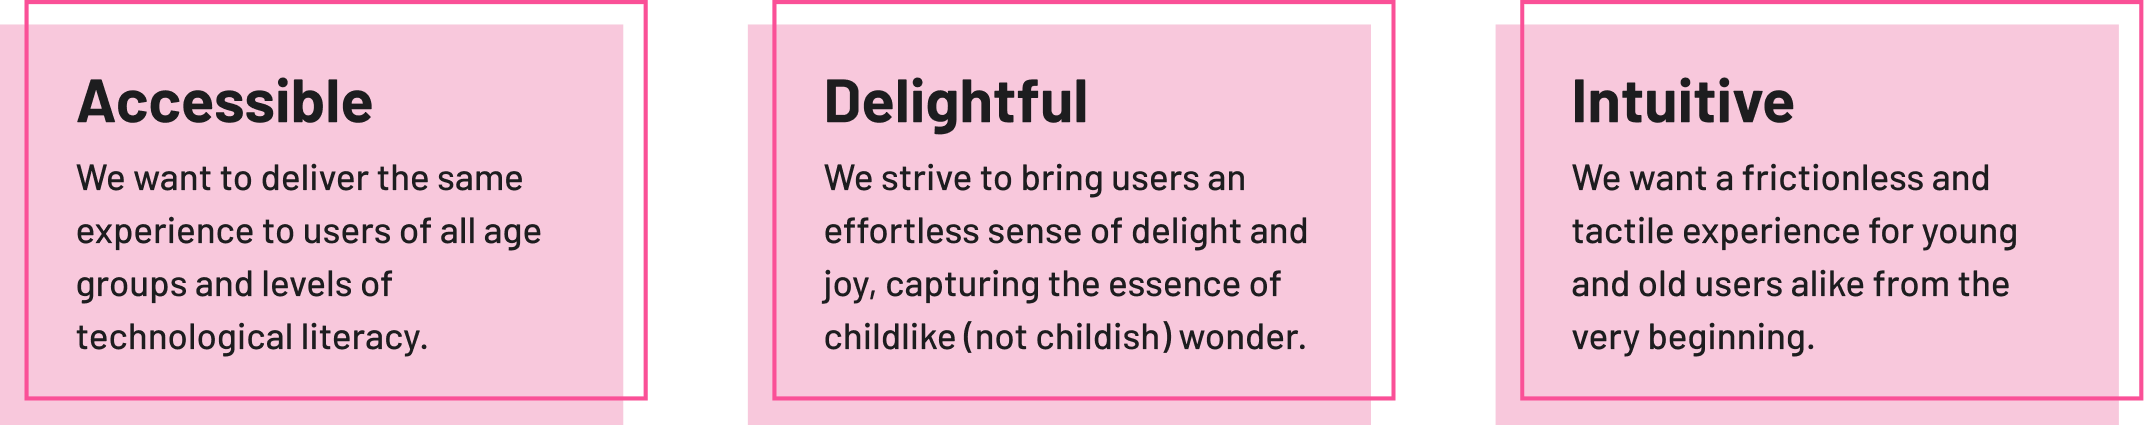 Accessible
We want to deliver the same
experience to users of all age
groups and levels of
technological literacy.
Delightful
We strive to bring users an
effortless sense of delight and
joy, capturing the essence of
childlike (not childish) wonder.
Intuitive
We want a frictionless and
tactile experience for young
and old users alike from the
very beginning.